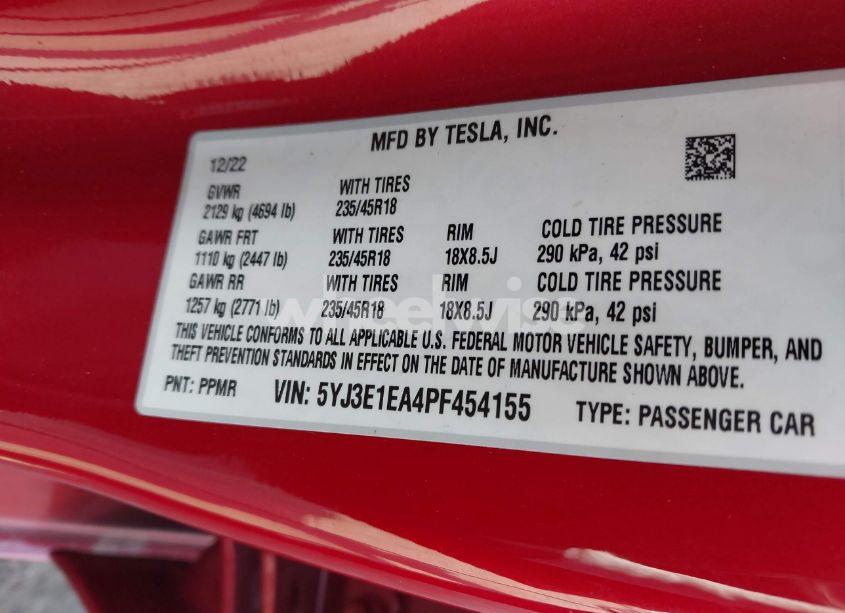 MFD BY TESLA, INC.
12/22
GVWR WITH TIRES
2129 kg (4694 lb) 235/45R18
GAWR FRT WITH TIRES RIM COLD TIRE PRESSURE
1110 kg (2447 lb) 235/45R18 18X8.5J 290 kPa, 42 psi
GAWR RR WITH TIRES RIM COLD TIRE PRESSURE
1257 kg (2771 lb) 235/45R18 18X8.5J 290 kPa, 42 psi
wheelwise
THIS VEHICLE CONFORMS TO ALL APPLICABLE U.S. FEDERAL MOTOR VEHICLE SAFETY, BUMPER, AND
THEFT PREVENTION STANDARDS IN EFFECT ON THE DATE OF MANUFACTURE SHOWN ABOVE.
PNT: PPMR VIN: 5YJ3E1EA4PF454155 TYPE: PASSENGER CAR